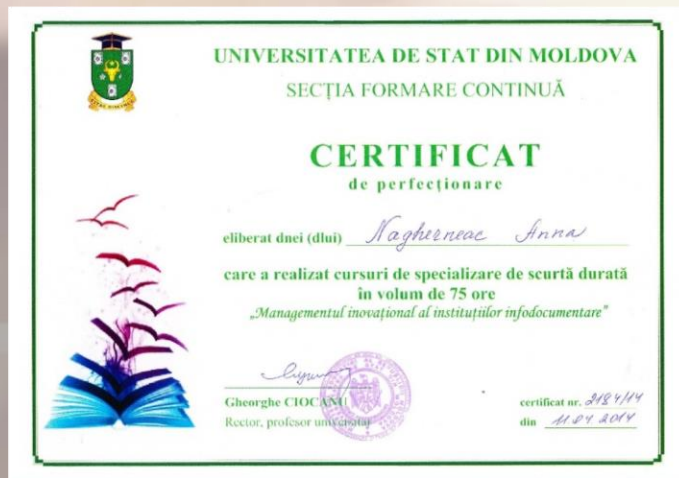 UNIVERSITATEA DE STAT DIN MOLDOVA
SECȚIA FORMARE CONTINUĂ
CERTIFICAT
de perfecționare
eliberat dnei (dlui) Nagherneac Anna
care a realizat cursuri de specializare de scurtă durată
în volum de 75 ore
„Managementul inovațional al instituțiilor infodocumentare”
Gheorghe CIOCANU
Rector, profesor universitar
certificat nr. 2184/14
din 11.04 2014